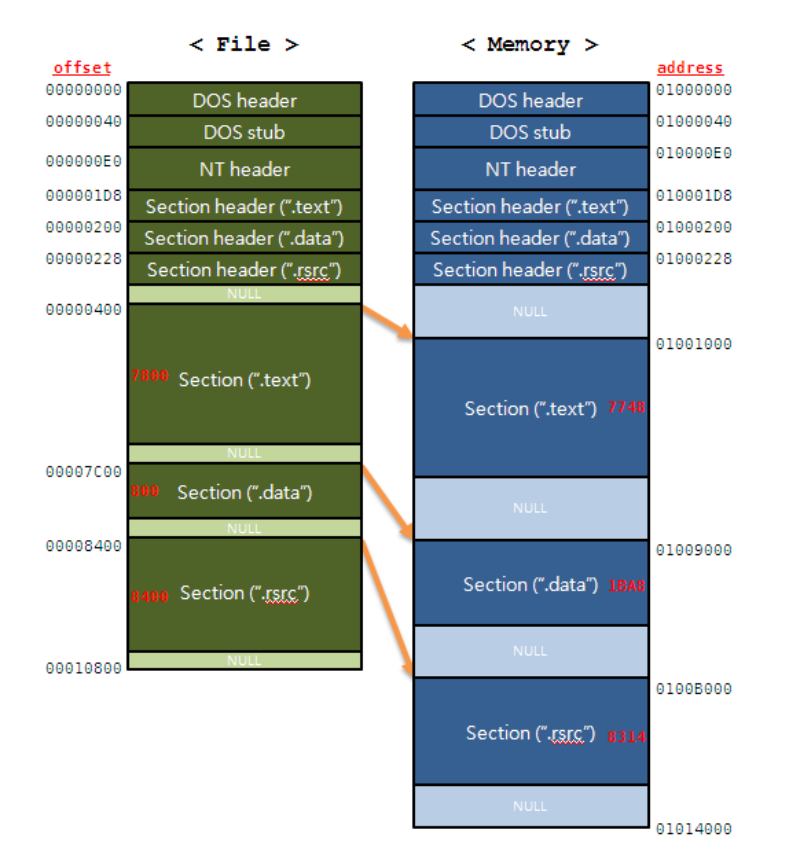 < File >
< Memory >
offset
address
00000000
DOS header
DOS header
01000000
00000040
DOS stub
DOS stub
01000040
000000E0
NT header
NT header
010000E0
000001D8
Section header (".text")
Section header (".text")
010001D8
00000200
Section header (".data")
Section header (".data")
01000200
00000228
Section header (".rsrc")
Section header (".rsrc")
01000228
NULL
NULL
00000400
01001000
7800 Section (".text")
Section (".text") 7748
NULL
NULL
00007C00
800 Section (".data")
NULL
00008400
01009000
Section (".data") 1BA8
8400 Section (".rsrc")
NULL
NULL
00010800
0100B000
Section (".rsrc") 8314
NULL
01014000